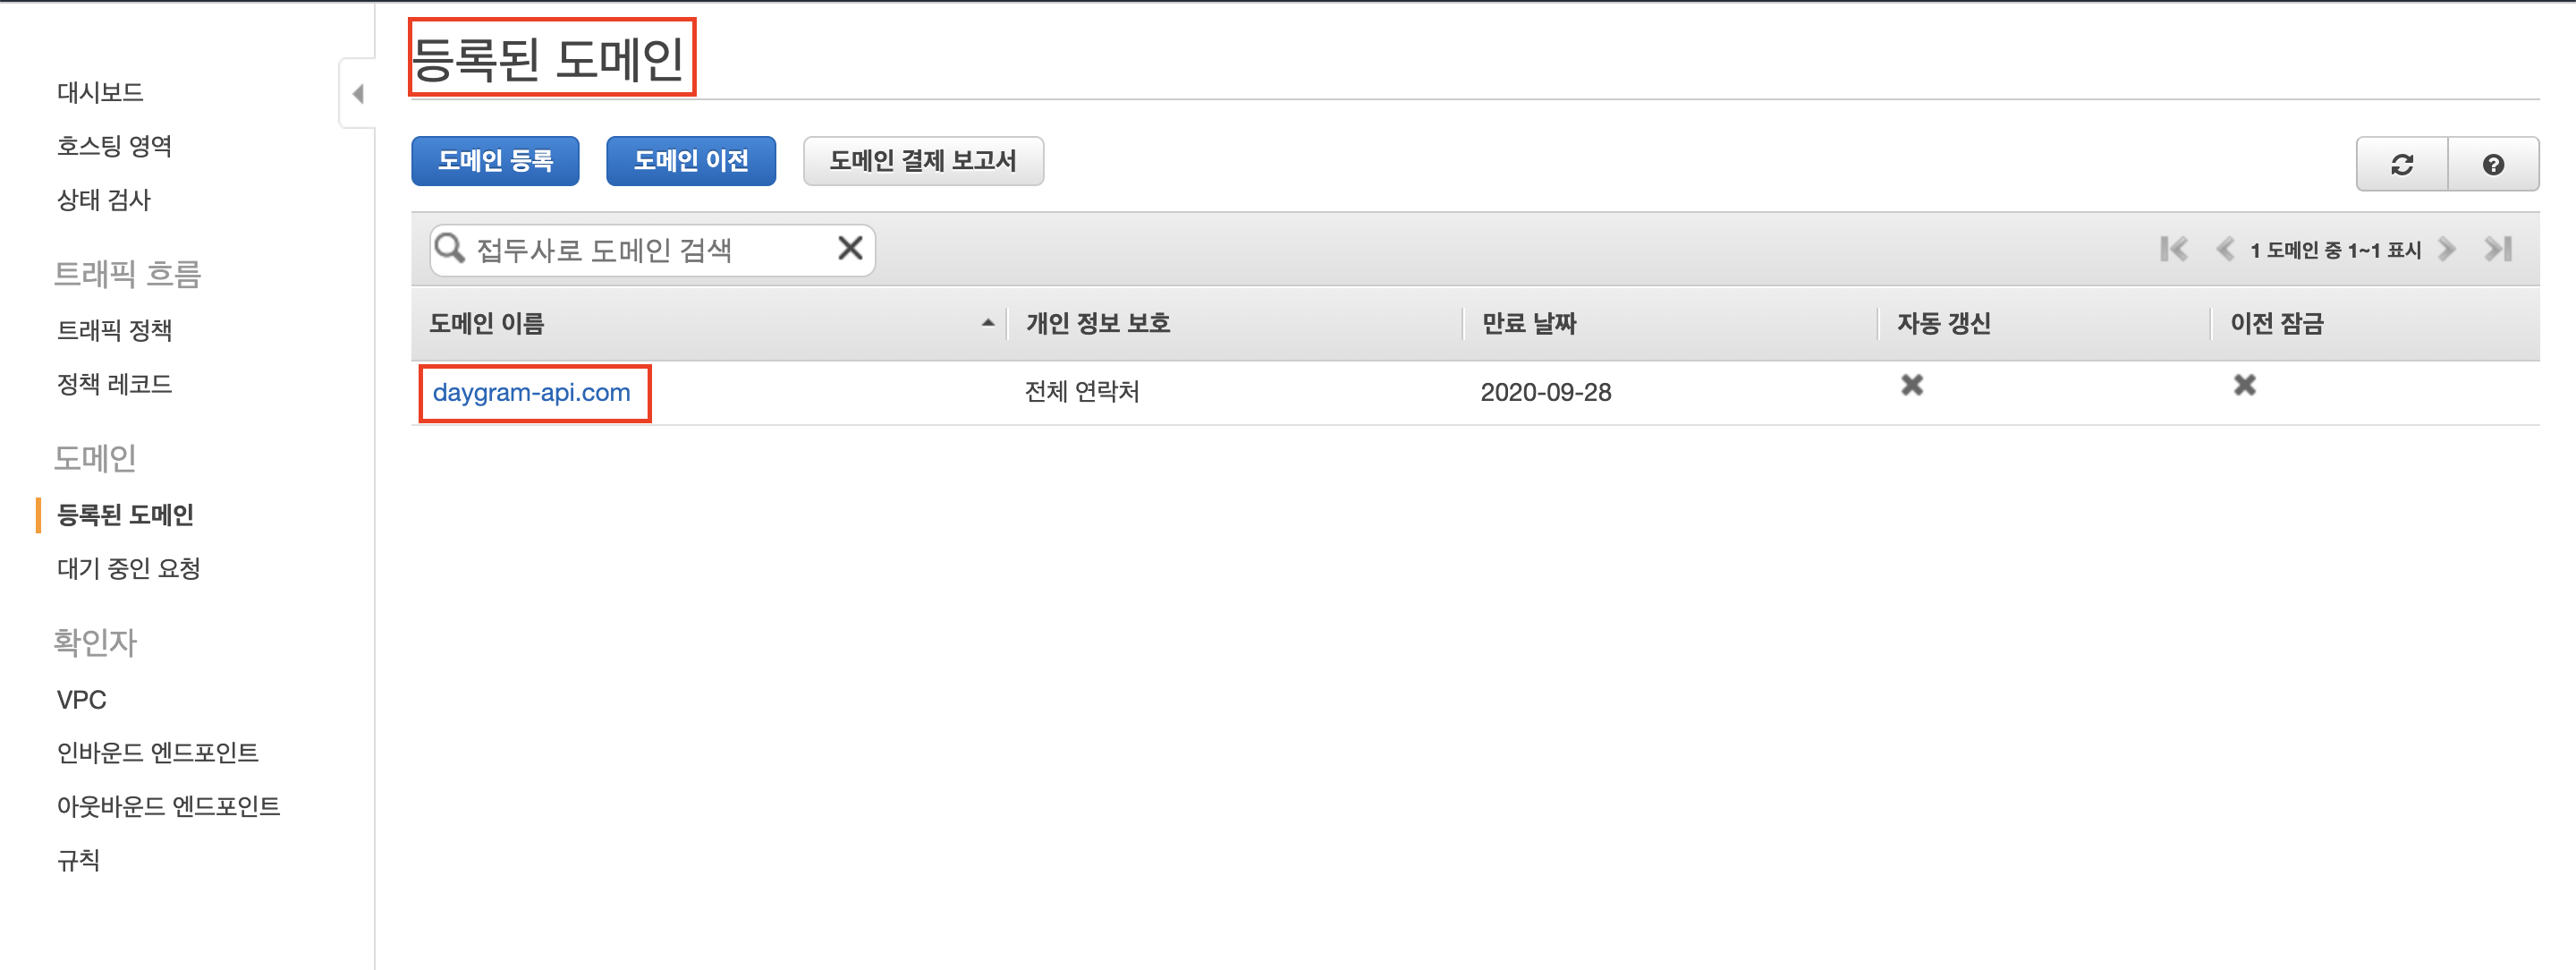 대시보드
호스팅 영역
상태 검사
트래픽 흐름
트래픽 정책
정책 레코드
도메인
등록된 도메인
대기 중인 요청
확인자
VPC
인바운드 엔드포인트
아웃바운드 엔드포인트
규칙
등록된 도메인
도메인 등록 도메인 이전 도메인 결제 보고서
접두사로 도메인 검색 1 도메인 중 1~1 표시
도메인 이름 개인 정보 보호 만료 날짜 자동 갱신 이전 잠금
daygram-api.com 전체 연락처 2020-09-28